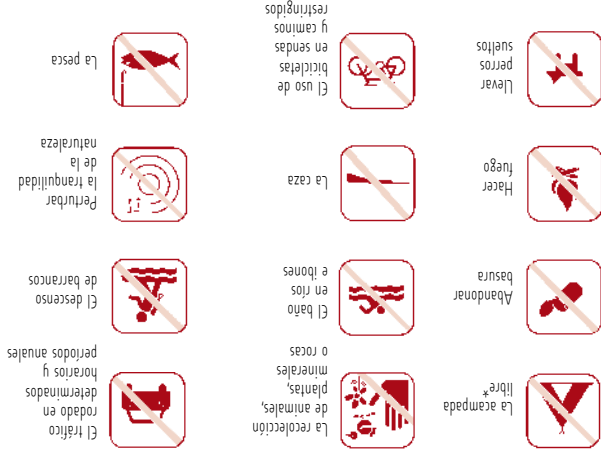 La acampada
libre*
La recolección
de animales,
plantas,
minerales
o rocas
El tráfico
rodado en
determinados
horarios y
períodos anuales
Abandonar
basura
El baño
en ríos
e ibones
El descenso
de barrancos
Hacer
fuego
La caza
Perturbar
la tranquilidad
de la
naturaleza
Llevar
perros
sueltos
El uso de
bicicletas
en sendas
y caminos
restringidos
La pesca